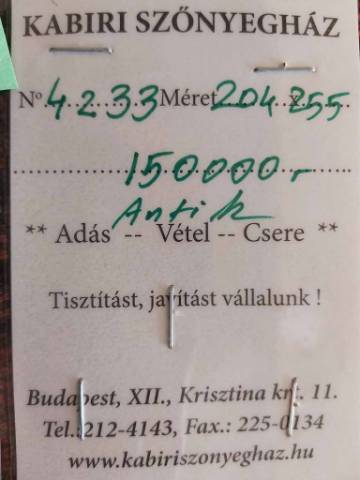 KABIRI SZŐNYEGHÁZ
Nº 4233 Méret 204 x 255
150000,-
Antik
** Adás -- Vétel -- Csere **
Tisztítást, javítást vállalunk !
Budapest, XII., Krisztina krt. 11.
Tel.:212-4143, Fax.: 225-0134
www.kabiriszonyeghaz.hu